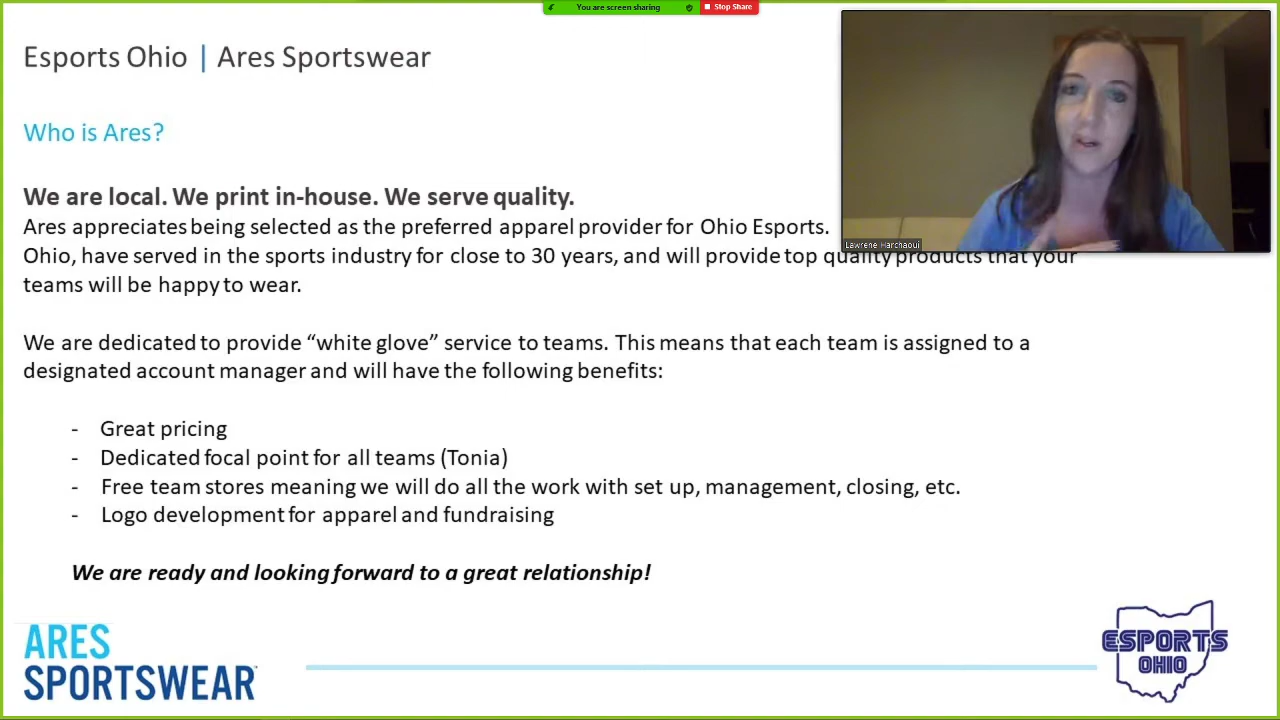 You are screen sharing
Stop Share
Esports Ohio | Ares Sportswear
Who is Ares?
We are local. We print in-house. We serve quality.
Ares appreciates being selected as the preferred apparel provider for Ohio Esports.
Ohio, have served in the sports industry for close to 30 years, and will provide top quality products that your
teams will be happy to wear.
We are dedicated to provide “white glove” service to teams. This means that each team is assigned to a
designated account manager and will have the following benefits:
- Great pricing
- Dedicated focal point for all teams (Tonia)
- Free team stores meaning we will do all the work with set up, management, closing, etc.
- Logo development for apparel and fundraising
We are ready and looking forward to a great relationship!
Lawrene Harchaoui
ARES
SPORTSWEAR
ESPORTS
OHIO